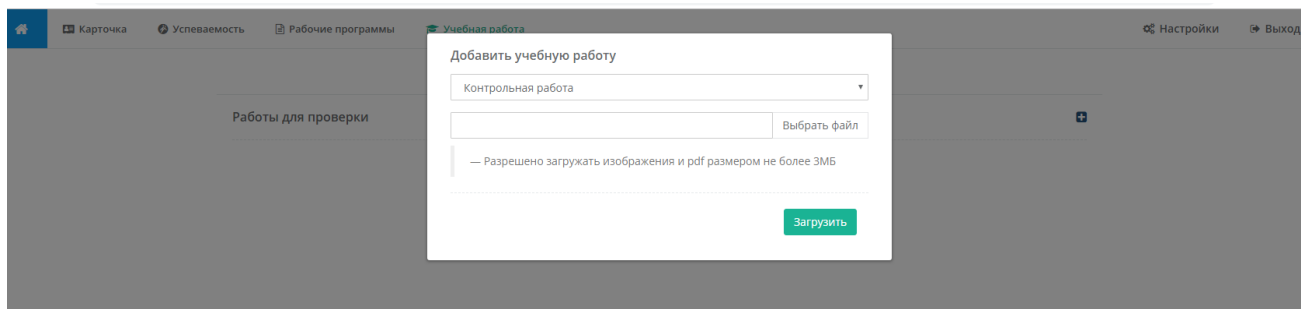 Карточка Успеваемость Рабочие программы Учебная работа Настройки Выход
Добавить учебную работу
Контрольная работа
Работы для проверки
Выбрать файл
— Разрешено загружать изображения и pdf размером не более 3МБ
Загрузить